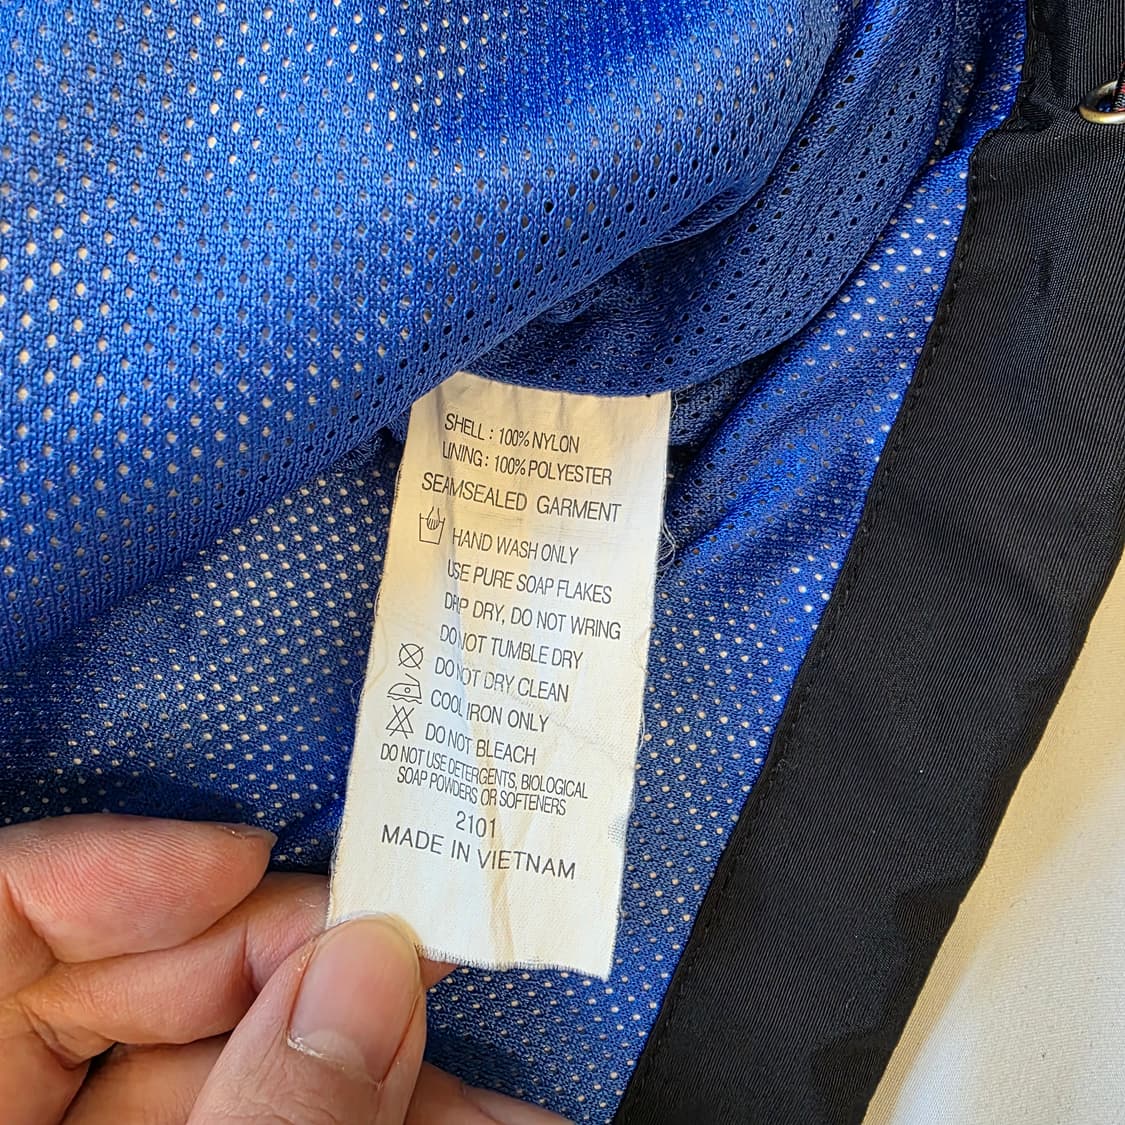 SHELL : 100% NYLON
LINING : 100% POLYESTER
SEAMSEALED GARMENT
HAND WASH ONLY
USE PURE SOAP FLAKES
DRIP DRY, DO NOT WRING
DO NOT TUMBLE DRY
DO NOT DRY CLEAN
COOL IRON ONLY
DO NOT BLEACH
DO NOT USE DETERGENTS, BIOLOGICAL
SOAP POWDERS OR SOFTENERS
2101
MADE IN VIETNAM